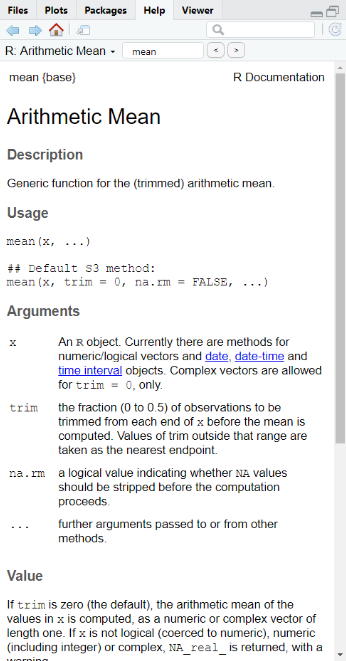 Files Plots Packages Help Viewer
R: Arithmetic Mean mean < >
mean {base} R Documentation
Arithmetic Mean
Description
Generic function for the (trimmed) arithmetic mean.
Usage
mean(x, ...)
## Default S3 method:
mean(x, trim = 0, na.rm = FALSE, ...)
Arguments
x An R object. Currently there are methods for
numeric/logical vectors and date, date-time and
time interval objects. Complex vectors are allowed
for trim = 0, only.
trim the fraction (0 to 0.5) of observations to be
trimmed from each end of x before the mean is
computed. Values of trim outside that range are
taken as the nearest endpoint.
na.rm a logical value indicating whether NA values
should be stripped before the computation
proceeds.
... further arguments passed to or from other
methods.
Value
If trim is zero (the default), the arithmetic mean of the
values in x is computed, as a numeric or complex vector of
length one. If x is not logical (coerced to numeric), numeric
(including integer) or complex, NA_real_ is returned, with a
warning